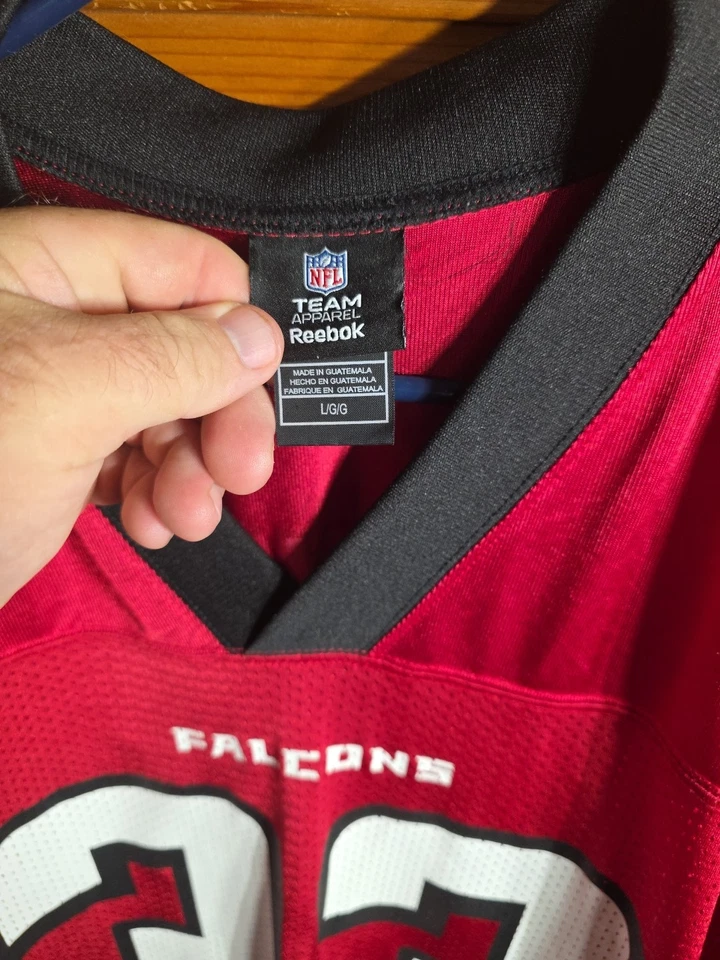 NFL
TEAM
APPAREL
Reebok
MADE IN GUATEMALA
HECHO EN GUATEMALA
FABRIQUE EN GUATEMALA
L/G/G
FALCONS